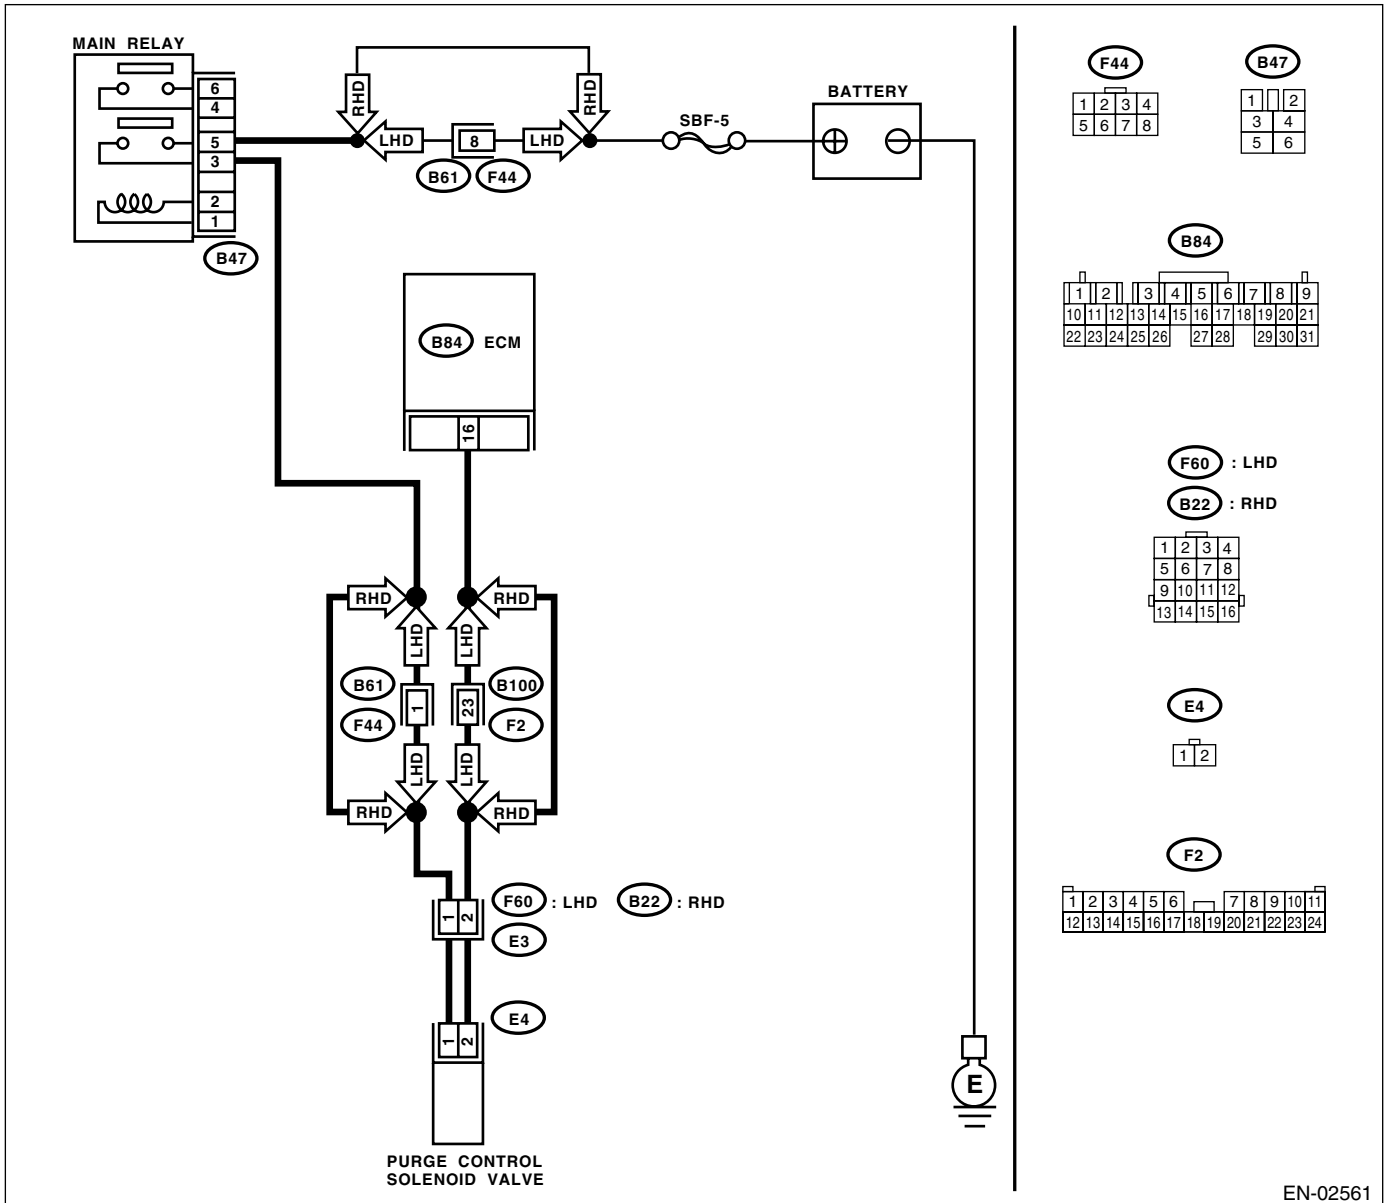 MAIN RELAY
6
4
5
3
2
1
B47
RHD
RHD
LHD
8
LHD
B61
F44
SBF-5
BATTERY
B84 ECM
16
RHD
RHD
LHD
LHD
B61
F44
1
23
B100
F2
LHD
LHD
RHD
RHD
1 2
F60 : LHD B22 : RHD
E3
E4
1 2
PURGE CONTROL
SOLENOID VALVE
E
F44
1 2 3 4
5 6 7 8
B47
1 2
3 4
5 6
B84
1 2 3 4 5 6 7 8 9
10 11 12 13 14 15 16 17 18 19 20 21
22 23 24 25 26 27 28 29 30 31
F60 : LHD
B22 : RHD
1 2 3 4
5 6 7 8
9 10 11 12
13 14 15 16
E4
1 2
F2
1 2 3 4 5 6 7 8 9 10 11
12 13 14 15 16 17 18 19 20 21 22 23 24
EN-02561